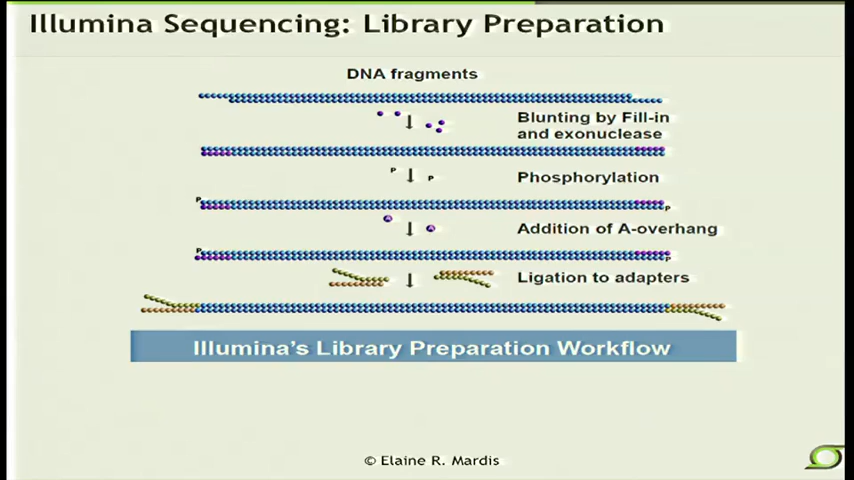 Illumina Sequencing: Library Preparation
DNA fragments
Blunting by Fill-in
and exonuclease
P
P
Phosphorylation
P
P
A
A
Addition of A-overhang
P
P
Ligation to adapters
Illumina's Library Preparation Workflow
© Elaine R. Mardis